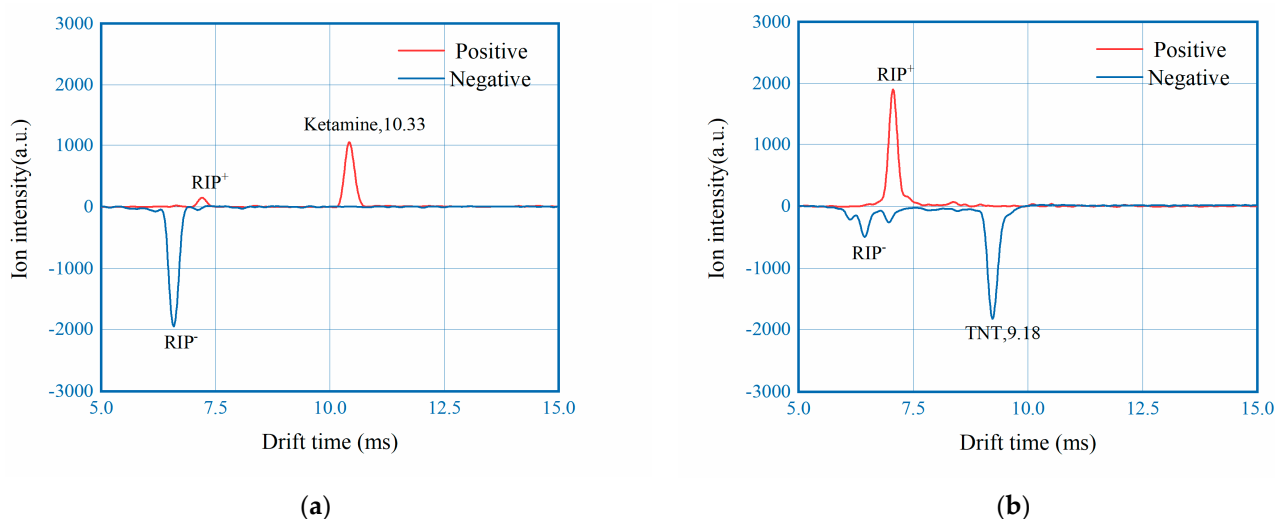 3000
2000
1000
0
-1000
-2000
-3000
Ion intensity(a.u.)
Positive
Negative
Ketamine,10.33
RIP+
RIP-
5.0 7.5 10.0 12.5 15.0
Drift time (ms)
(a)
3000
2000
1000
0
-1000
-2000
-3000
Ion intensity(a.u.)
Positive
Negative
RIP+
RIP-
TNT,9.18
5.0 7.5 10.0 12.5 15.0
Drift time (ms)
(b)